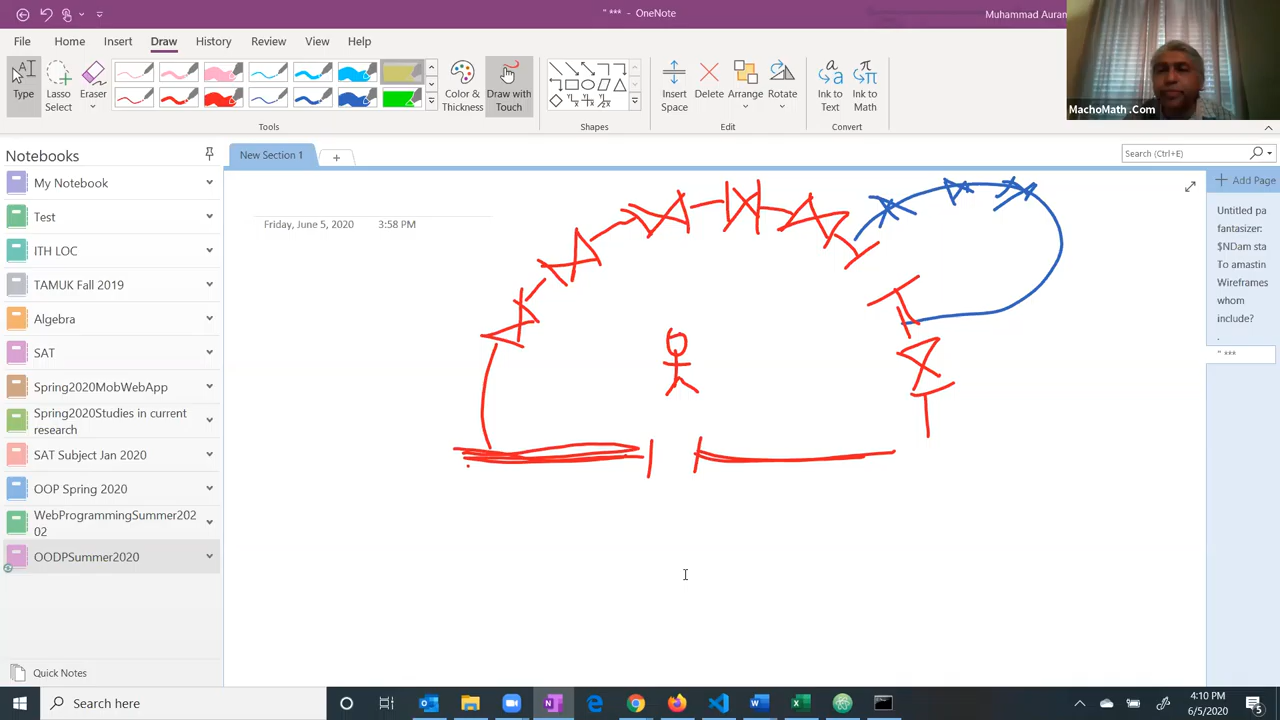 " *** - OneNote
Muhammad Auran
MachoMath .Com
File Home Insert Draw History Review View Help
Type
Lasso Select
Eraser
Color & Thickness
Draw with Touch
Insert Space
Delete
Arrange
Rotate
Ink to Text
Ink to Math
Tools
Shapes
Edit
Convert
Notebooks
New Section 1
Search (Ctrl+E)
Add Page
My Notebook
Test
ITH LOC
TAMUK Fall 2019
Algebra
SAT
Spring2020MobWebApp
Spring2020Studies in current
research
SAT Subject Jan 2020
OOP Spring 2020
WebProgrammingSummer202
02
OODPSummer2020
Quick Notes
Friday, June 5, 2020 3:58 PM
Untitled pa
fantasizer:
$NDam sta
To amastin
Wireframes
whom
include?
.
" ***
Search here
4:10 PM
6/5/2020
5